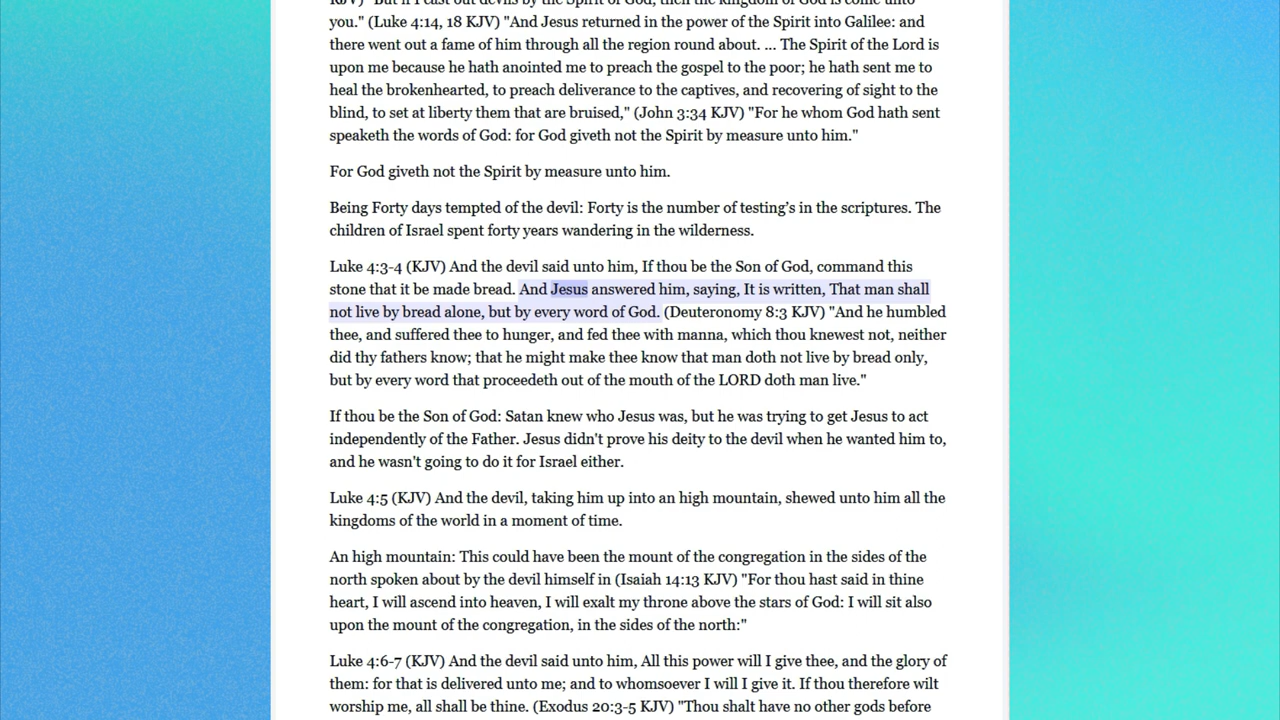 KJV) "But if I cast out devils by the Spirit of God, then the kingdom of God is come unto
you." (Luke 4:14, 18 KJV) "And Jesus returned in the power of the Spirit into Galilee: and
there went out a fame of him through all the region round about. ... The Spirit of the Lord is
upon me because he hath anointed me to preach the gospel to the poor; he hath sent me to
heal the brokenhearted, to preach deliverance to the captives, and recovering of sight to the
blind, to set at liberty them that are bruised," (John 3:34 KJV) "For he whom God hath sent
speaketh the words of God: for God giveth not the Spirit by measure unto him."
For God giveth not the Spirit by measure unto him.
Being Forty days tempted of the devil: Forty is the number of testing's in the scriptures. The
children of Israel spent forty years wandering in the wilderness.
Luke 4:3-4 (KJV) And the devil said unto him, If thou be the Son of God, command this
stone that it be made bread. And Jesus answered him, saying, It is written, That man shall
not live by bread alone, but by every word of God. (Deuteronomy 8:3 KJV) "And he humbled
thee, and suffered thee to hunger, and fed thee with manna, which thou knewest not, neither
did thy fathers know; that he might make thee know that man doth not live by bread only,
but by every word that proceedeth out of the mouth of the LORD doth man live."
If thou be the Son of God: Satan knew who Jesus was, but he was trying to get Jesus to act
independently of the Father. Jesus didn't prove his deity to the devil when he wanted him to,
and he wasn't going to do it for Israel either.
Luke 4:5 (KJV) And the devil, taking him up into an high mountain, shewed unto him all the
kingdoms of the world in a moment of time.
An high mountain: This could have been the mount of the congregation in the sides of the
north spoken about by the devil himself in (Isaiah 14:13 KJV) "For thou hast said in thine
heart, I will ascend into heaven, I will exalt my throne above the stars of God: I will sit also
upon the mount of the congregation, in the sides of the north:"
Luke 4:6-7 (KJV) And the devil said unto him, All this power will I give thee, and the glory of
them: for that is delivered unto me; and to whomsoever I will I give it. If thou therefore wilt
worship me, all shall be thine. (Exodus 20:3-5 KJV) "Thou shalt have no other gods before